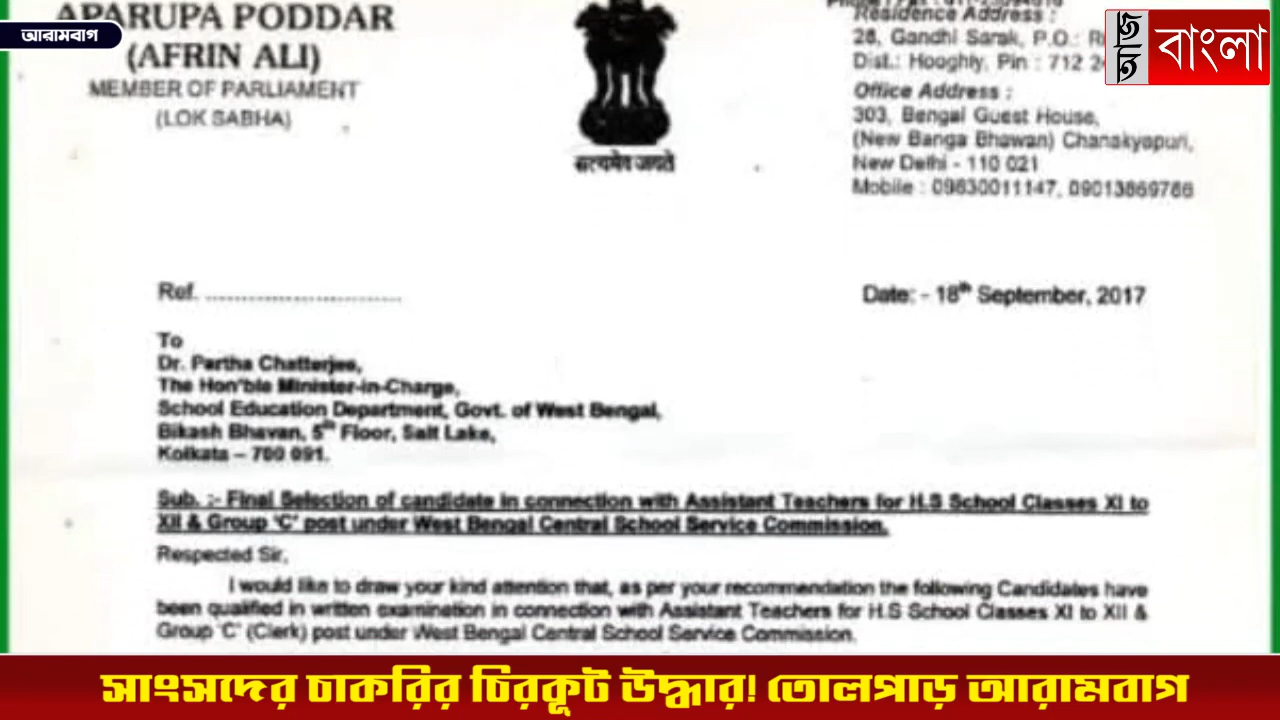 আরামবাগ
APARUPA PODDAR
(AFRIN ALI)
MEMBER OF PARLIAMENT
(LOK SABHA)
सत्यमेव जयते
Residence Address :
28, Gandhi Sarak, P.O.:
Dist.: Hooghly, Pin : 712
Office Address :
303, Bengal Guest House,
(New Banga Bhawan) Chanakyapuri,
New Delhi - 110 021
Mobile : 09830011147, 09013869786
আজ
বাংলা
Ref. ................................
Date: - 18th September, 2017
To
Dr. Partha Chatterjee,
The Hon'ble Minister-in-Charge,
School Education Department, Govt. of West Bengal,
Bikash Bhavan, 5th Floor, Salt Lake,
Kolkata – 700 091.
Sub. :- Final Selection of candidate in connection with Assistant Teachers for H.S School Classes XI to
XII & Group 'C' post under West Bengal Central School Service Commission.
Respected Sir,
I would like to draw your kind attention that, as per your recommendation the following Candidates have
been qualified in written examination in connection with Assistant Teachers for H.S School Classes XI to XII &
Group 'C' (Clerk) post under West Bengal Central School Service Commission.
সাংসদের চাকরির চিরকূট উদ্ধার! তোলপাড় আরামবাগ